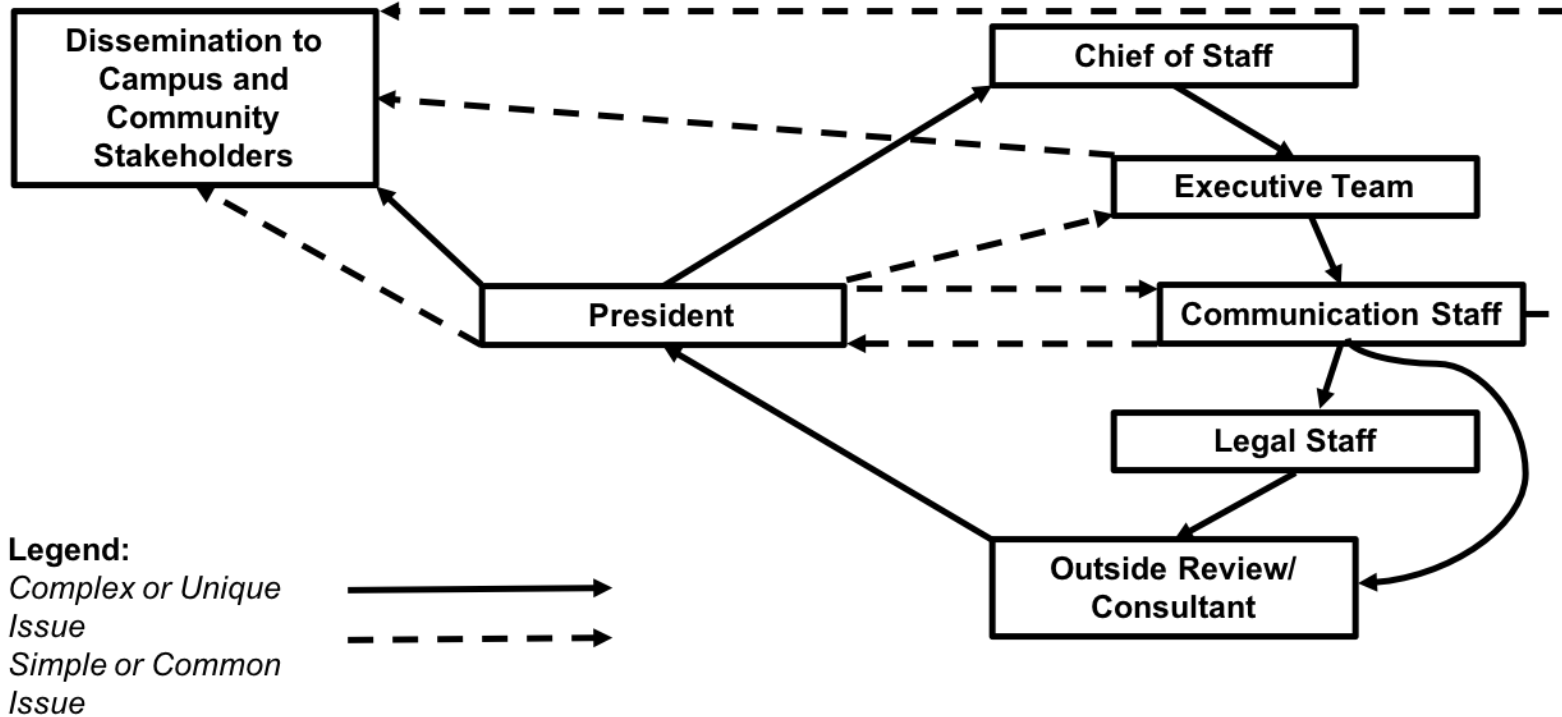 Dissemination to
Campus and
Community
Stakeholders
Chief of Staff
Executive Team
President
Communication Staff
Legal Staff
Outside Review/
Consultant
Legend:
Complex or Unique
Issue
Simple or Common
Issue